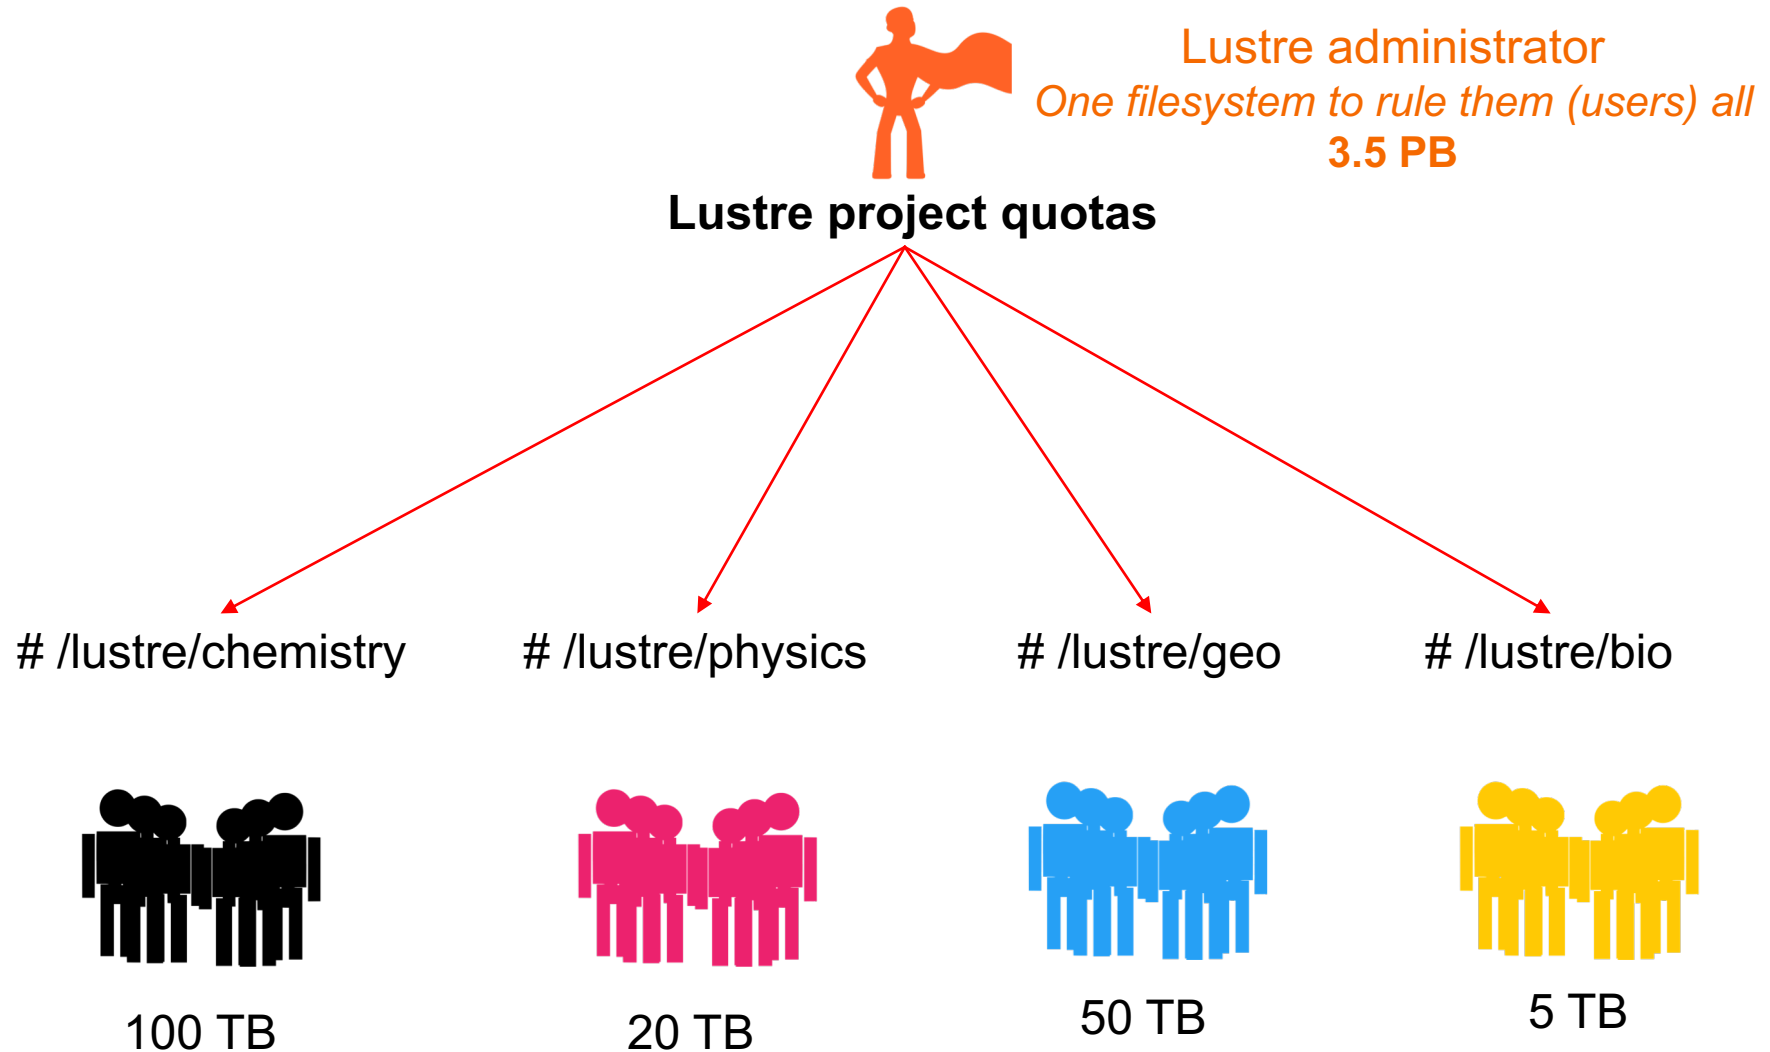 Lustre administrator
One filesystem to rule them (users) all
3.5 PB
Lustre project quotas
# /lustre/chemistry
# /lustre/physics
# /lustre/geo
# /lustre/bio
100 TB
20 TB
50 TB
5 TB